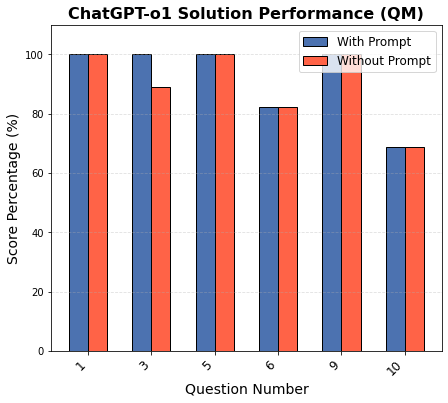 ChatGPT-o1 Solution Performance (QM)
With Prompt
Without Prompt
Score Percentage (%)
100
80
60
40
20
0
1
3
5
6
9
10
Question Number